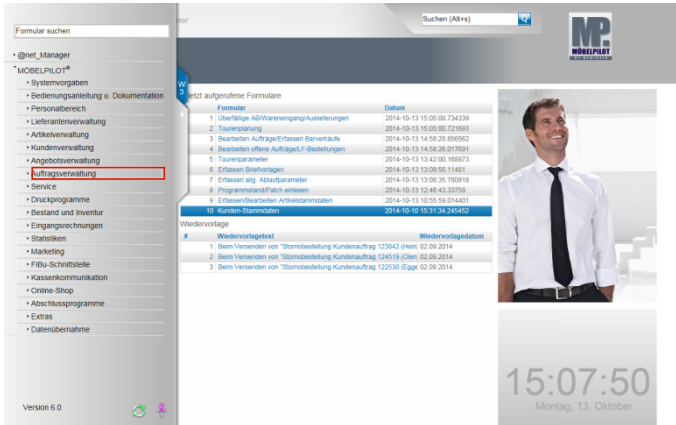 Formular suchen
tor
Suchen (Alt+s)
MP.
MÖBELPILOT
• @net_Manager
MÖBELPILOT®
• Systemvorgaben
• Bedienungsanleitung u. Dokumentation
• Personalbereich
• Lieferantenverwaltung
• Artikelverwaltung
• Kundenverwaltung
• Angebotsverwaltung
• Auftragsverwaltung
• Service
• Druckprogramme
• Bestand und Inventur
• Eingangsrechnungen
• Statistiken
• Marketing
• FiBu-Schnittstelle
• Kassenkommunikation
• Online-Shop
• Abschlussprogramme
• Extras
• Datenübernahme
Version 6.0
W
3
etzt aufgerufene Formulare
Formular Datum
1 Überfällige AB/Wareneingang/Auslieferungen 2014-10-13 15:05:08.734339
2 Tourenplanung 2014-10-13 15:05:00.721693
3 Bearbeiten Aufträge/Erfassen Barverkäufe 2014-10-13 14:58:28.856562
4 Bearbeiten offene Aufträge/LF-Bestellungen 2014-10-13 14:56:26.017691
5 Tourenparameter 2014-10-13 13:42:00.168873
6 Erfassen Briefvorlagen 2014-10-13 13:09:56.11481
7 Erfassen allg. Ablaufparameter 2014-10-13 13:08:35.780918
8 Programmstand/Patch einlesen 2014-10-13 12:46:43.33758
9 Erfassen/Bearbeiten Artikelstammdaten 2014-10-13 10:55:59.014401
10 Kunden-Stammdaten 2014-10-10 15:31:34.245452
Wiedervorlage
# Wiedervorlagetext Wiedervorlagedatum
1 Beim Versenden von "Stornobestellung Kundenauftrag 123842 (Hein; 02.09.2014
2 Beim Versenden von "Stornobestellung Kundenauftrag 124519 (Olen 02.09.2014
3 Beim Versenden von "Stornobestellung Kundenauftrag 122530 (Egge 02.09.2014
15:07:50
Montag, 13. Oktober